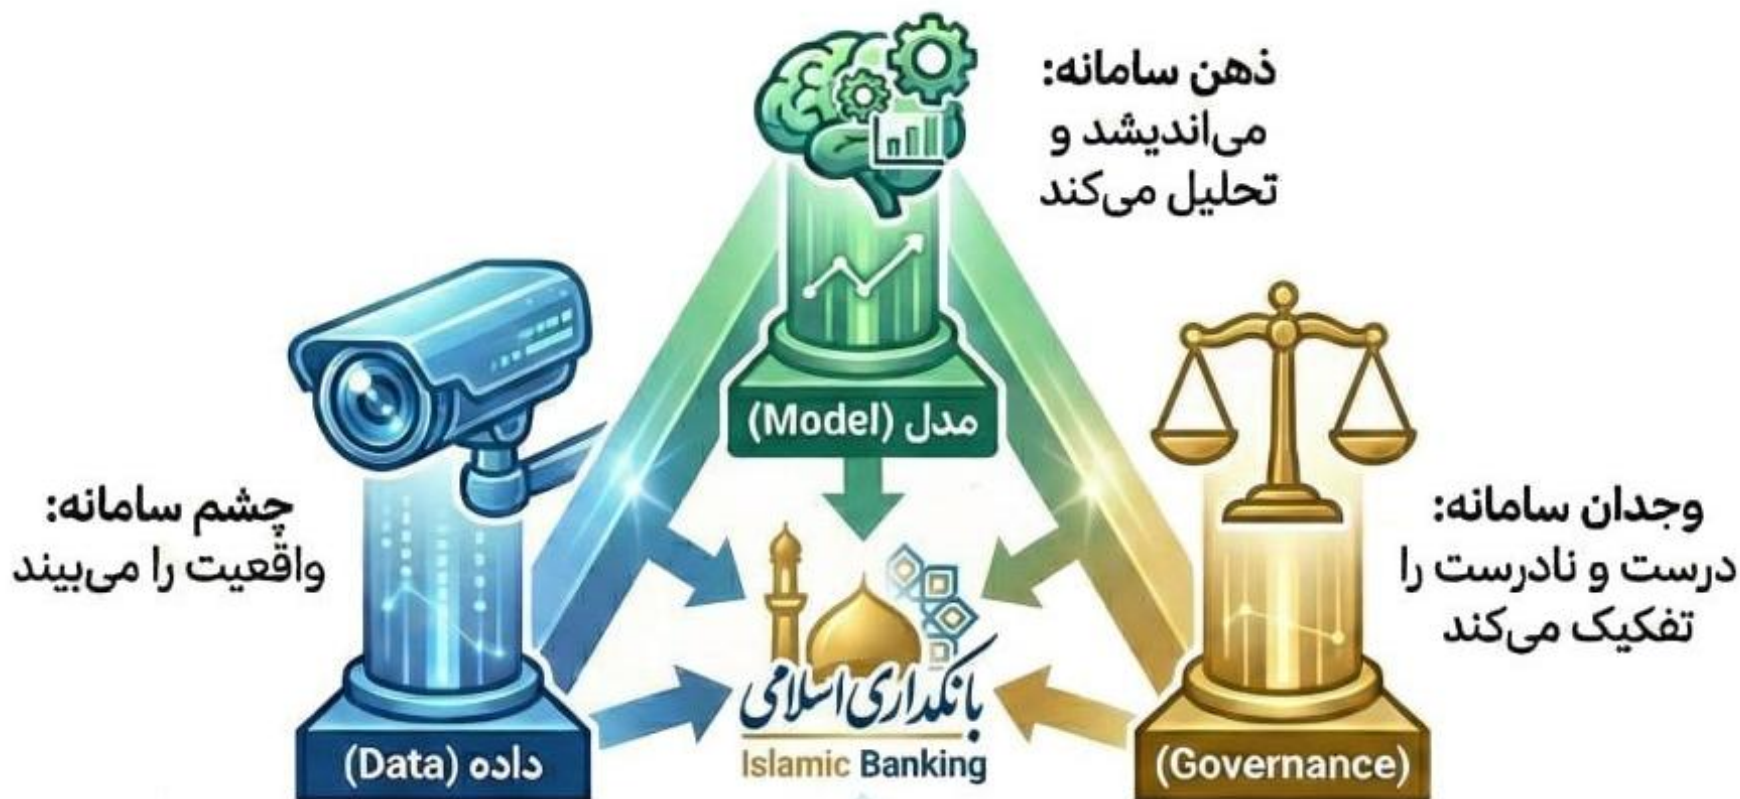 ذهن سامانه:
می‌اندیشد و
تحلیل می‌کند
مدل (Model)
چشم سامانه:
واقعیت را می‌بیند
داده (Data)
وجدان سامانه:
درست و نادرست را
تفکیک می‌کند
(Governance)
بانکداری اسلامی
Islamic Banking